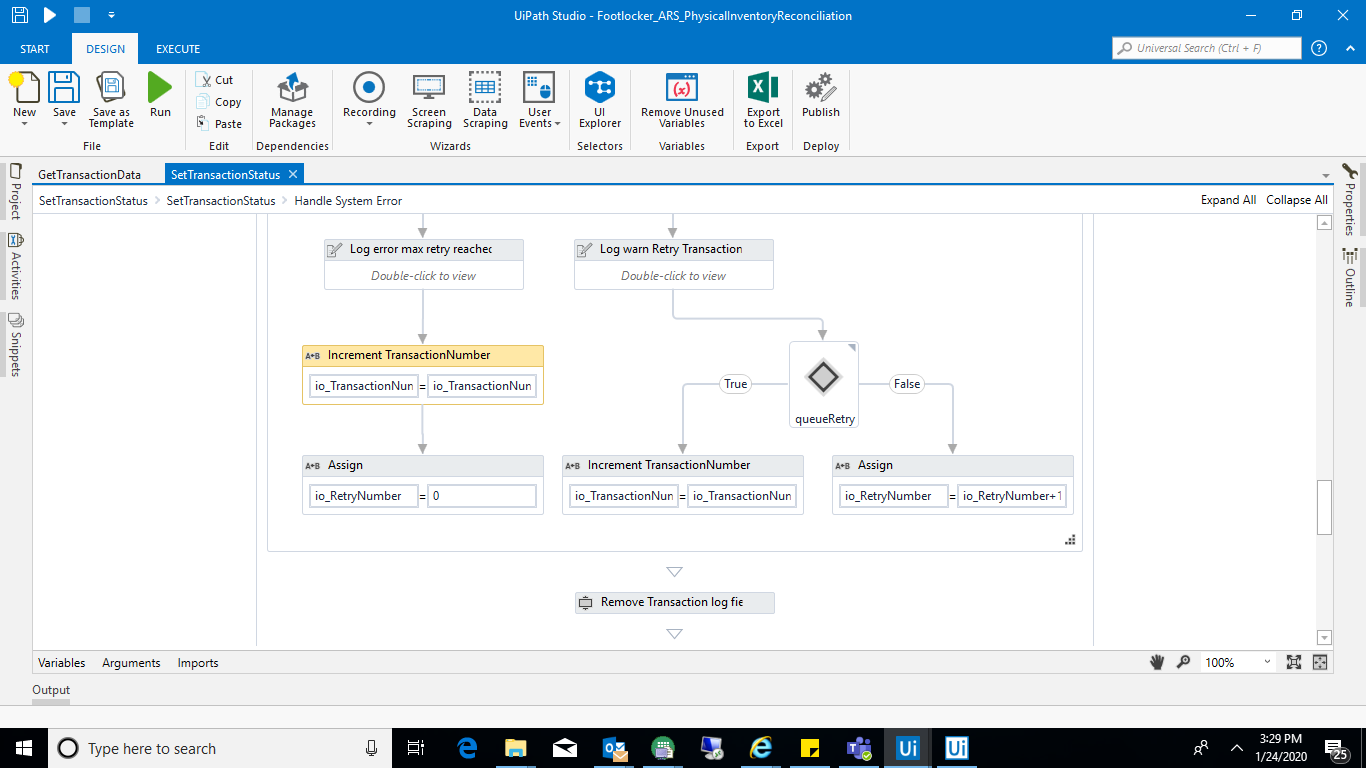 UiPath Studio - Footlocker_ARS_PhysicalInventoryReconciliation
START DESIGN EXECUTE
Universal Search (Ctrl + F)
New
Save
Save as Template
Run
File
Cut
Copy
Paste
Edit
Manage Packages
Dependencies
Recording
Screen Scraping
Data Scraping
User Events
Wizards
UI Explorer
Selectors
Remove Unused Variables
Variables
Export to Excel
Export
Publish
Deploy
Project
Activities
Snippets
GetTransactionData
SetTransactionStatus
SetTransactionStatus > SetTransactionStatus > Handle System Error
Expand All Collapse All
Properties
Outline
Log error max retry reached
Double-click to view
Log warn Retry Transaction
Double-click to view
A+B Increment TransactionNumber
io_TransactionNun = io_TransactionNun
True
False
queueRetry
A+B Assign
io_RetryNumber = 0
A+B Increment TransactionNumber
io_TransactionNun = io_TransactionNun
A+B Assign
io_RetryNumber = io_RetryNumber+1
Remove Transaction log fie
Variables Arguments Imports
100%
Output
Type here to search
3:29 PM
1/24/2020
25